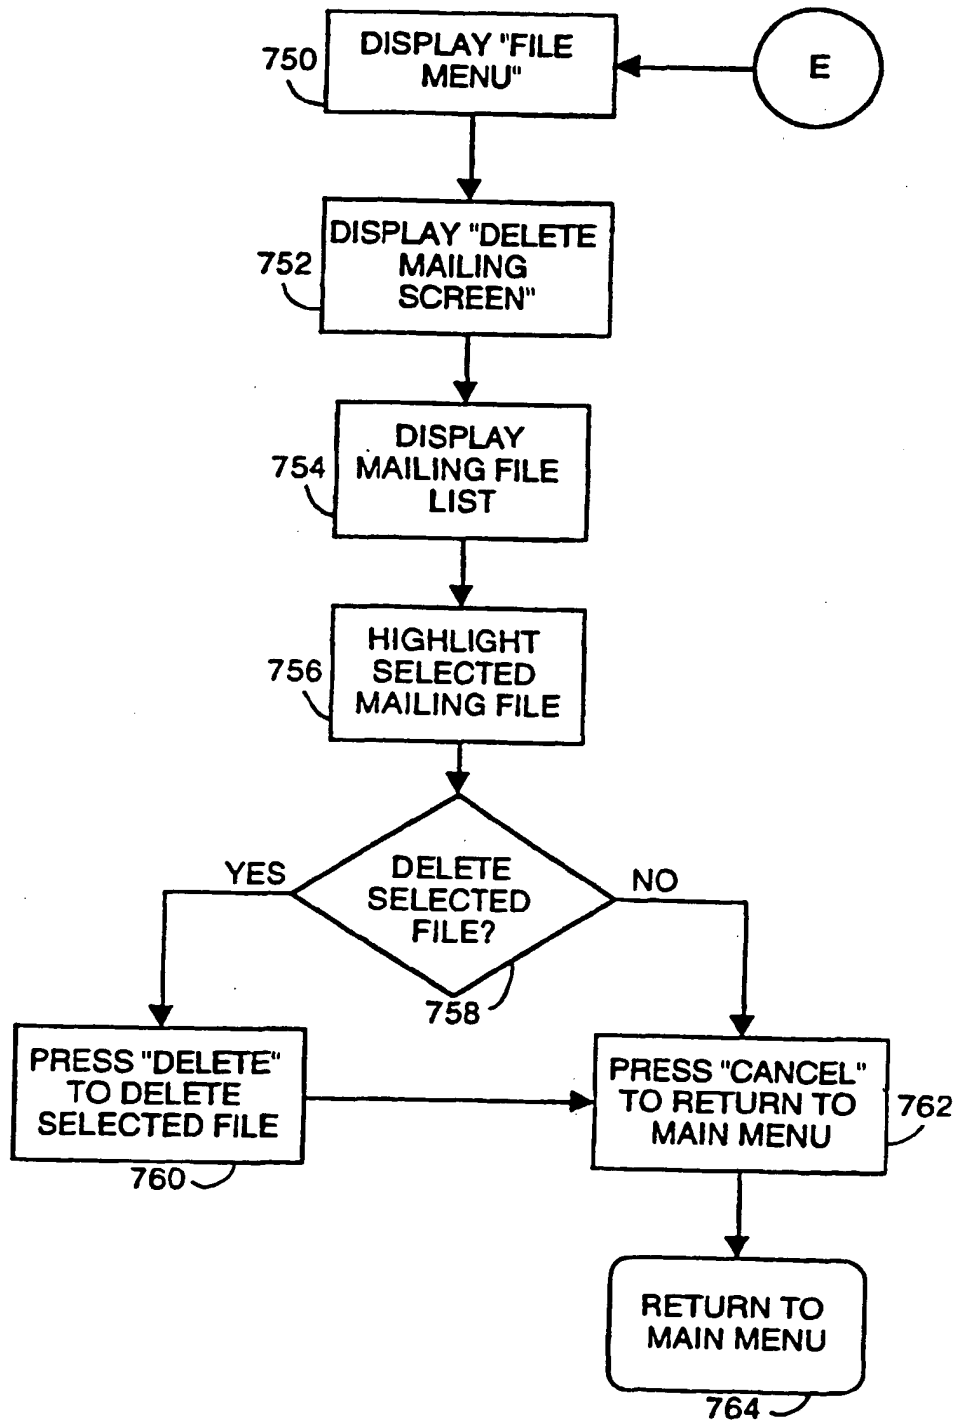 DISPLAY "FILE
MENU"
750
E
DISPLAY "DELETE
MAILING
SCREEN"
752
DISPLAY
MAILING FILE
LIST
754
HIGHLIGHT
SELECTED
MAILING FILE
756
DELETE
SELECTED
FILE?
758
YES
NO
PRESS "DELETE"
TO DELETE
SELECTED FILE
760
PRESS "CANCEL"
TO RETURN TO
MAIN MENU
762
RETURN TO
MAIN MENU
764